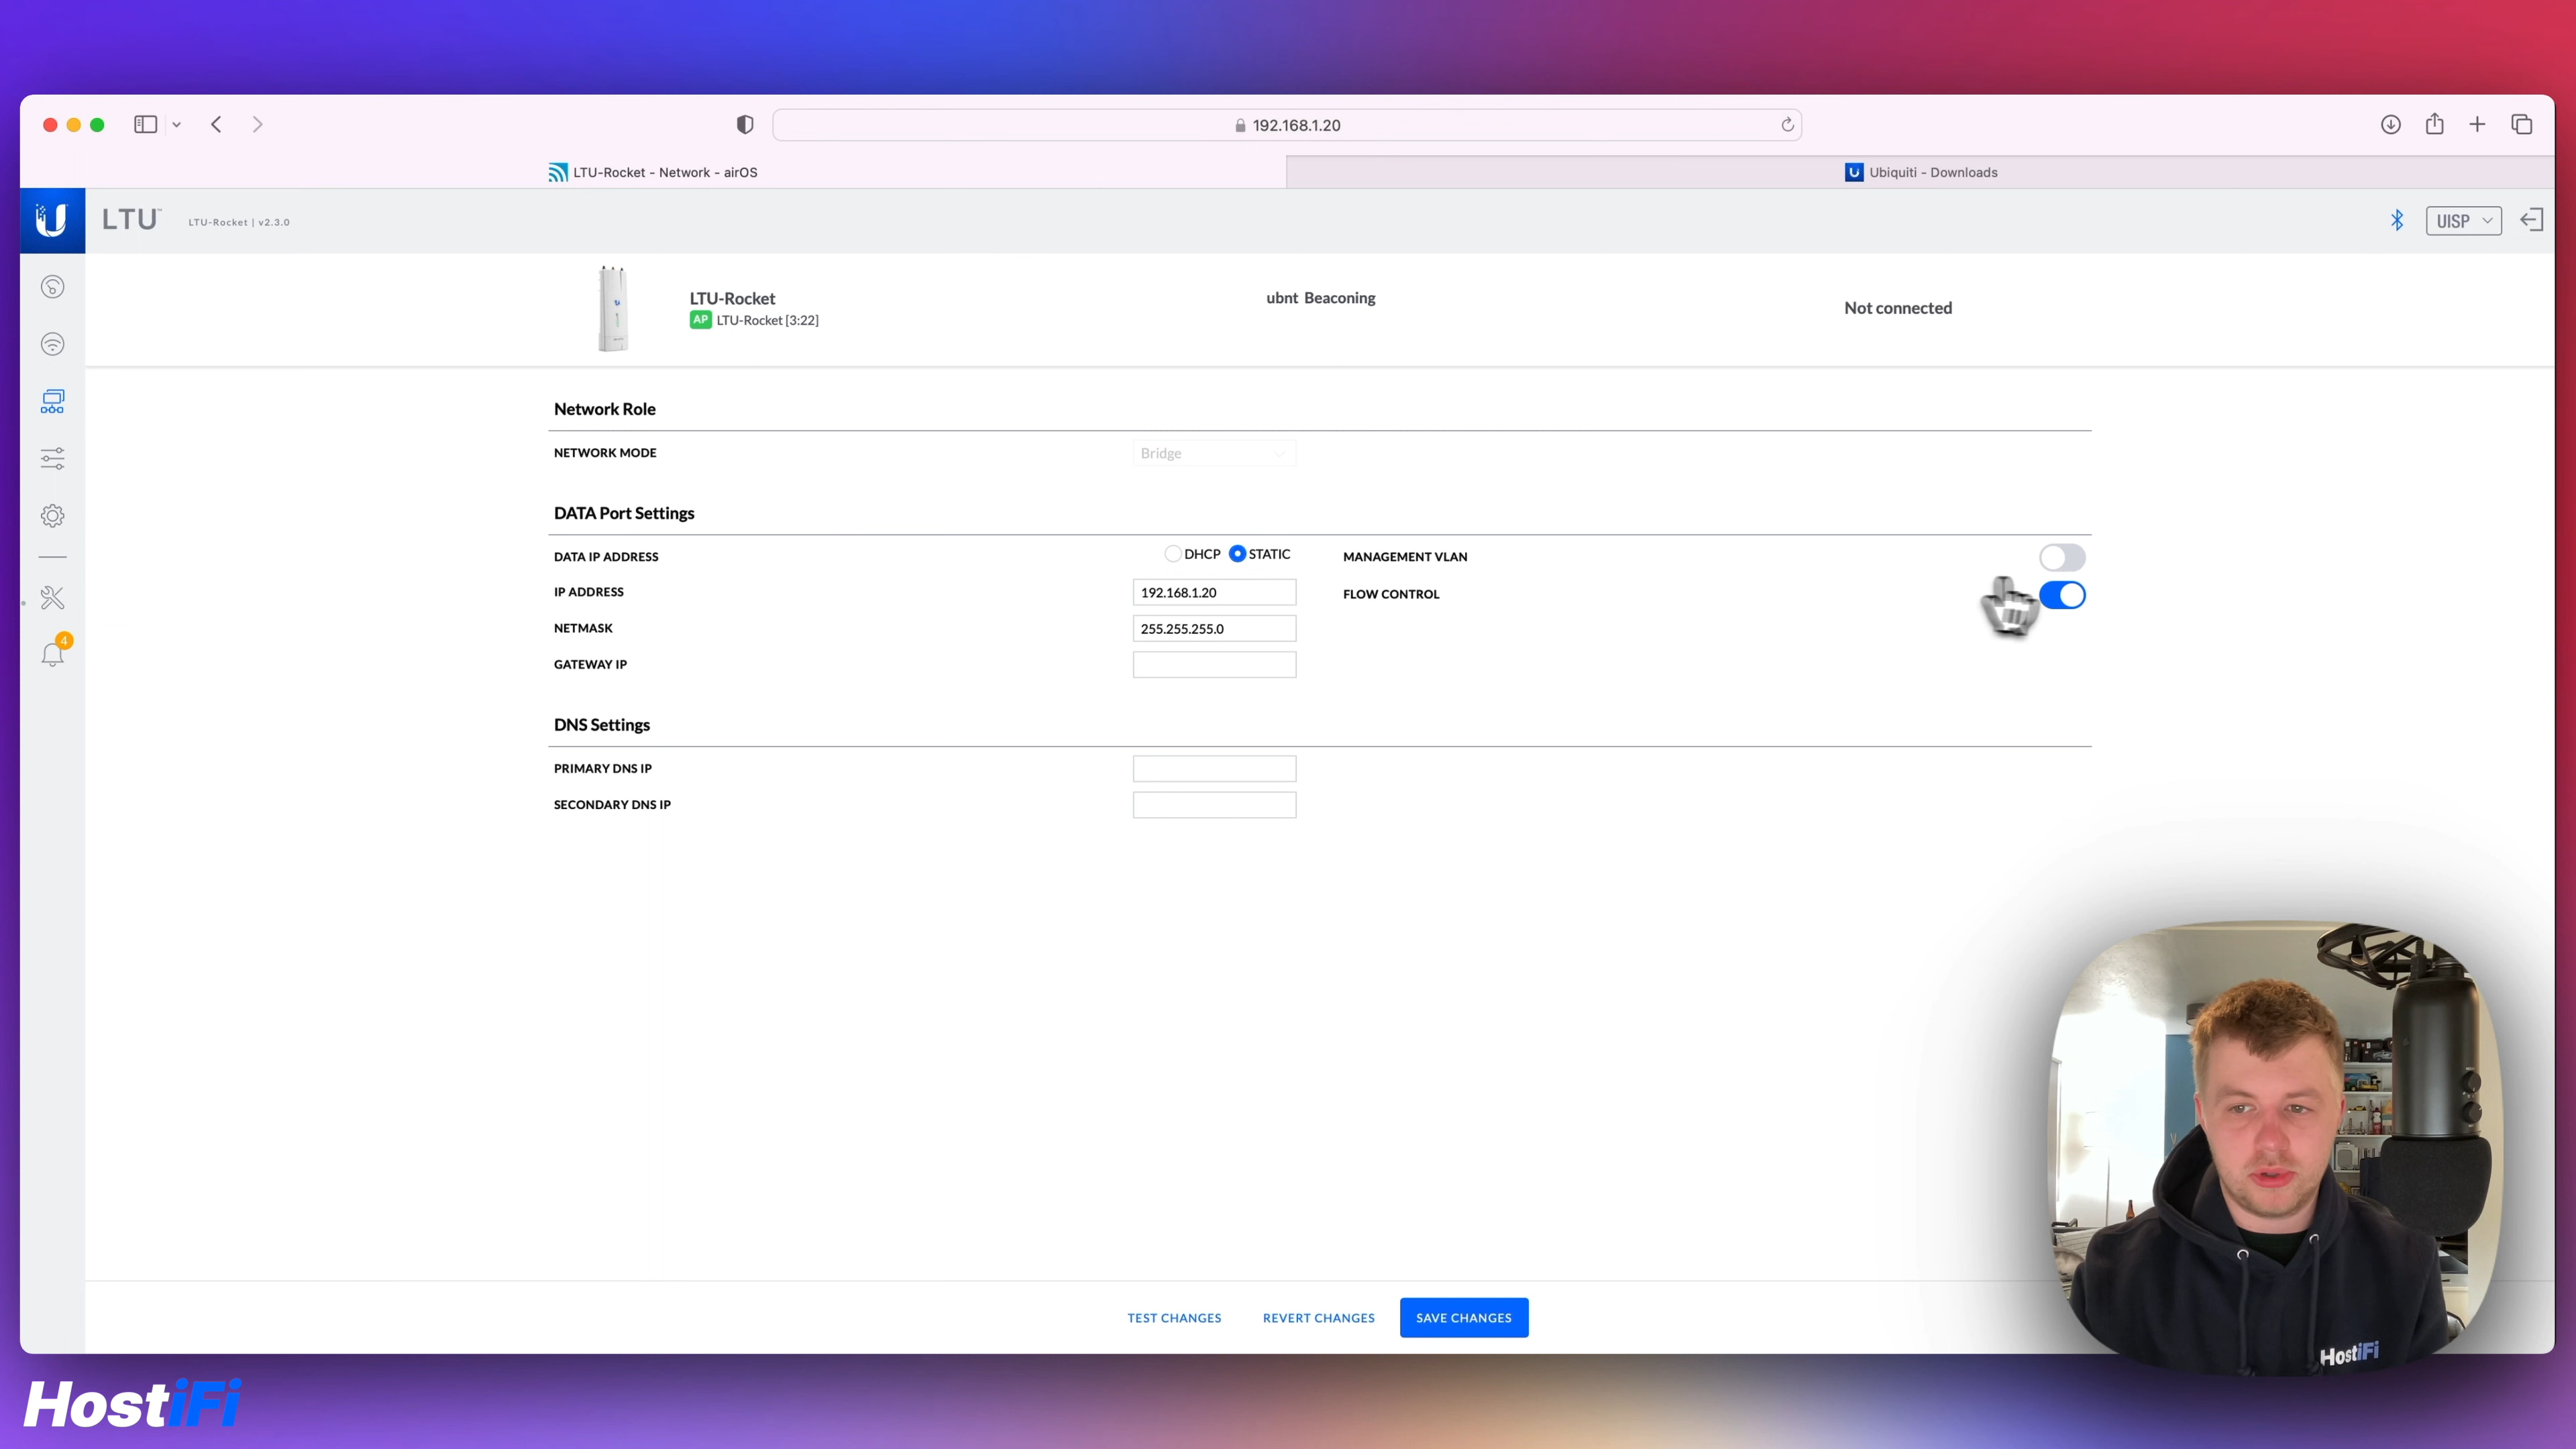 192.168.1.20
LTU-Rocket - Network - airOS
Ubiquiti - Downloads
LTU™
LTU-Rocket | v2.3.0
UISP
LTU-Rocket
AP LTU-Rocket [3:22]
ubnt Beaconing
Not connected
Network Role
NETWORK MODE
Bridge
DATA Port Settings
DATA IP ADDRESS
DHCP STATIC
MANAGEMENT VLAN
IP ADDRESS
192.168.1.20
FLOW CONTROL
NETMASK
255.255.255.0
4
GATEWAY IP
DNS Settings
PRIMARY DNS IP
SECONDARY DNS IP
TEST CHANGES
REVERT CHANGES
SAVE CHANGES
HostiFi
HostiFi